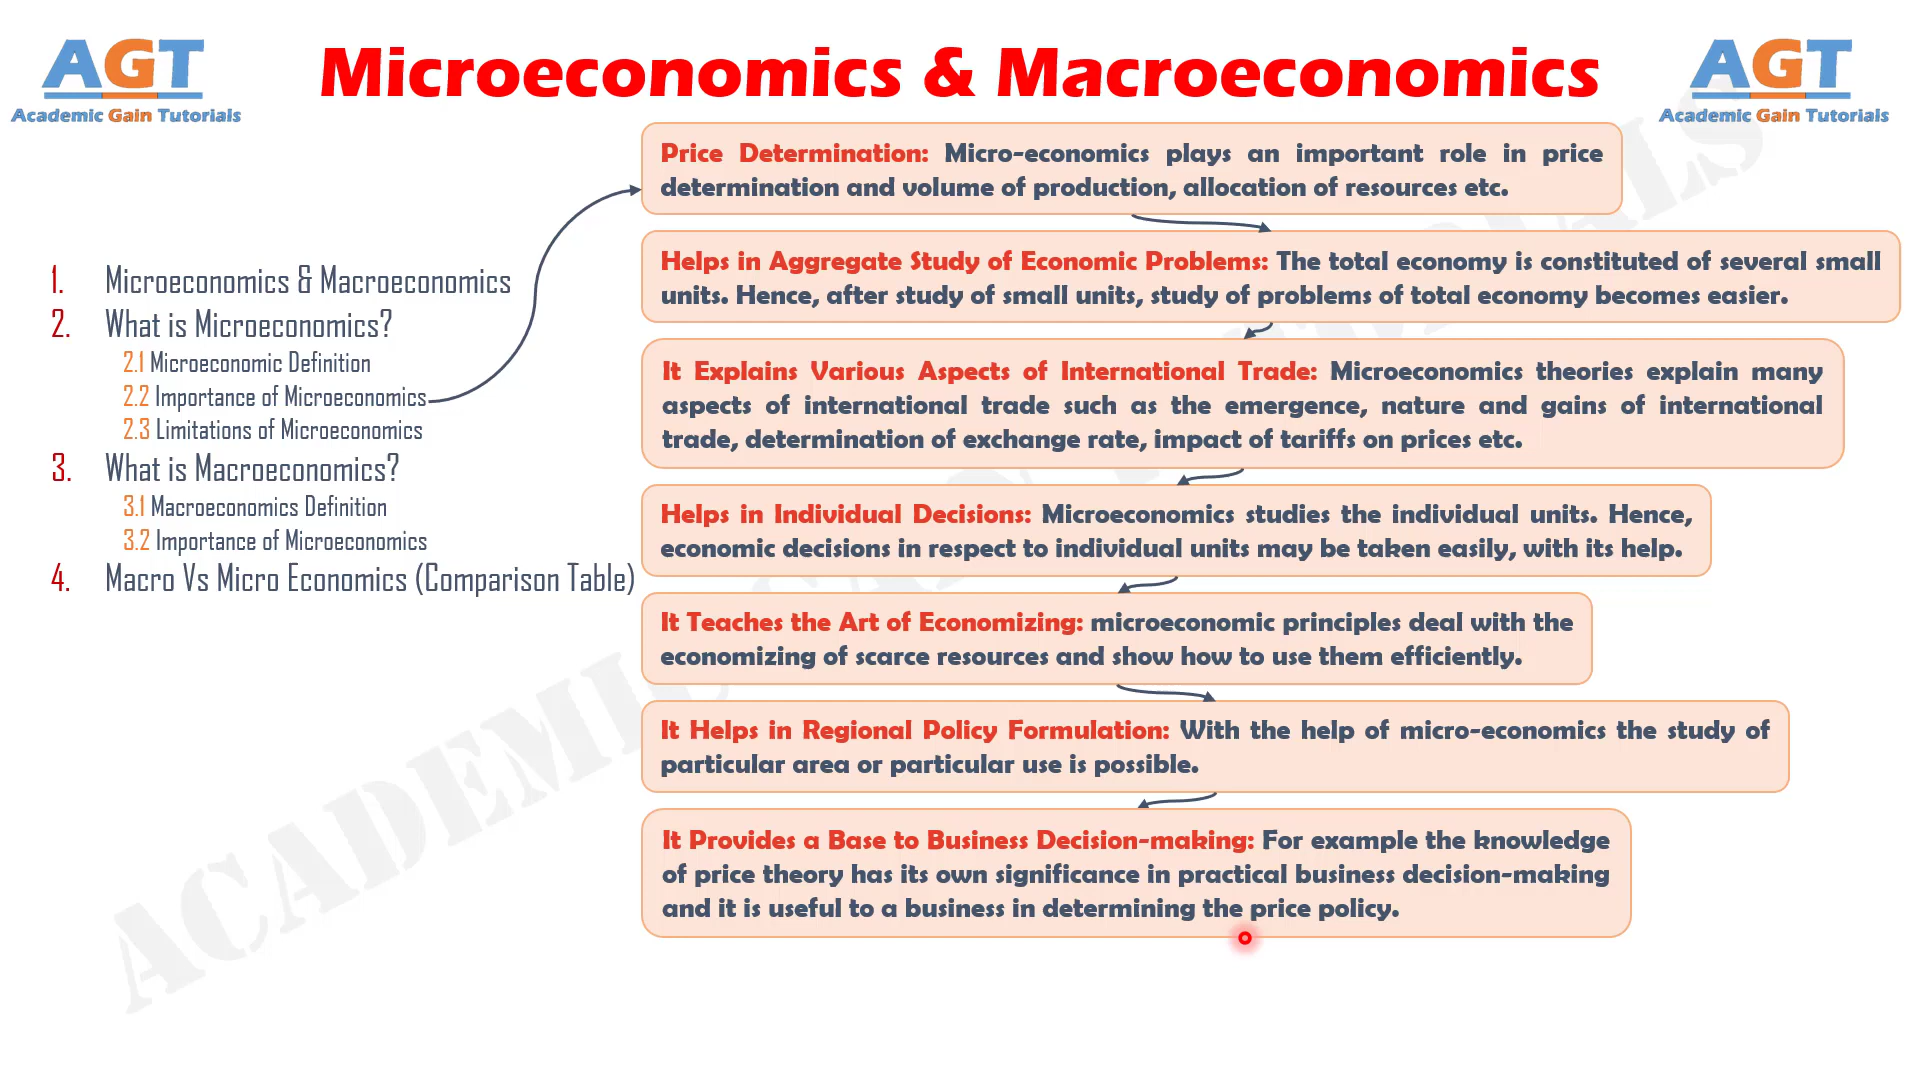 AGT
Academic Gain Tutorials
Microeconomics & Macroeconomics
AGT
Academic Gain Tutorials
1. Microeconomics & Macroeconomics
2. What is Microeconomics?
2.1 Microeconomic Definition
2.2 Importance of Microeconomics
2.3 Limitations of Microeconomics
3. What is Macroeconomics?
3.1 Macroeconomics Definition
3.2 Importance of Microeconomics
4. Macro Vs Micro Economics (Comparison Table)
Price Determination: Micro-economics plays an important role in price
determination and volume of production, allocation of resources etc.
Helps in Aggregate Study of Economic Problems: The total economy is constituted of several small
units. Hence, after study of small units, study of problems of total economy becomes easier.
It Explains Various Aspects of International Trade: Microeconomics theories explain many
aspects of international trade such as the emergence, nature and gains of international
trade, determination of exchange rate, impact of tariffs on prices etc.
Helps in Individual Decisions: Microeconomics studies the individual units. Hence,
economic decisions in respect to individual units may be taken easily, with its help.
It Teaches the Art of Economizing: microeconomic principles deal with the
economizing of scarce resources and show how to use them efficiently.
It Helps in Regional Policy Formulation: With the help of micro-economics the study of
particular area or particular use is possible.
It Provides a Base to Business Decision-making: For example the knowledge
of price theory has its own significance in practical business decision-making
and it is useful to a business in determining the price policy.